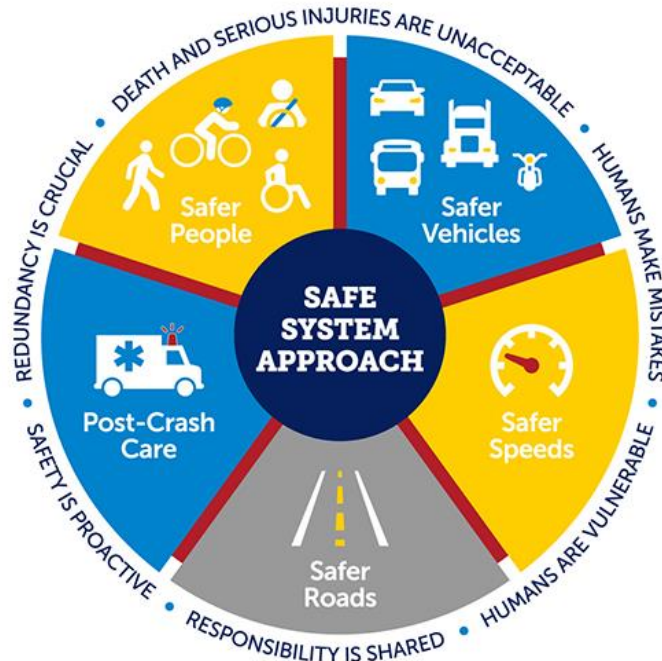 DEATH AND SERIOUS INJURIES ARE UNACCEPTABLE
HUMANS MAKE MISTAKES
HUMANS ARE VULNERABLE
RESPONSIBILITY IS SHARED
SAFETY IS PROACTIVE
REDUNDANCY IS CRUCIAL
Safer
People
Safer
Vehicles
Safer
Speeds
Safer
Roads
Post-Crash
Care
SAFE
SYSTEM
APPROACH